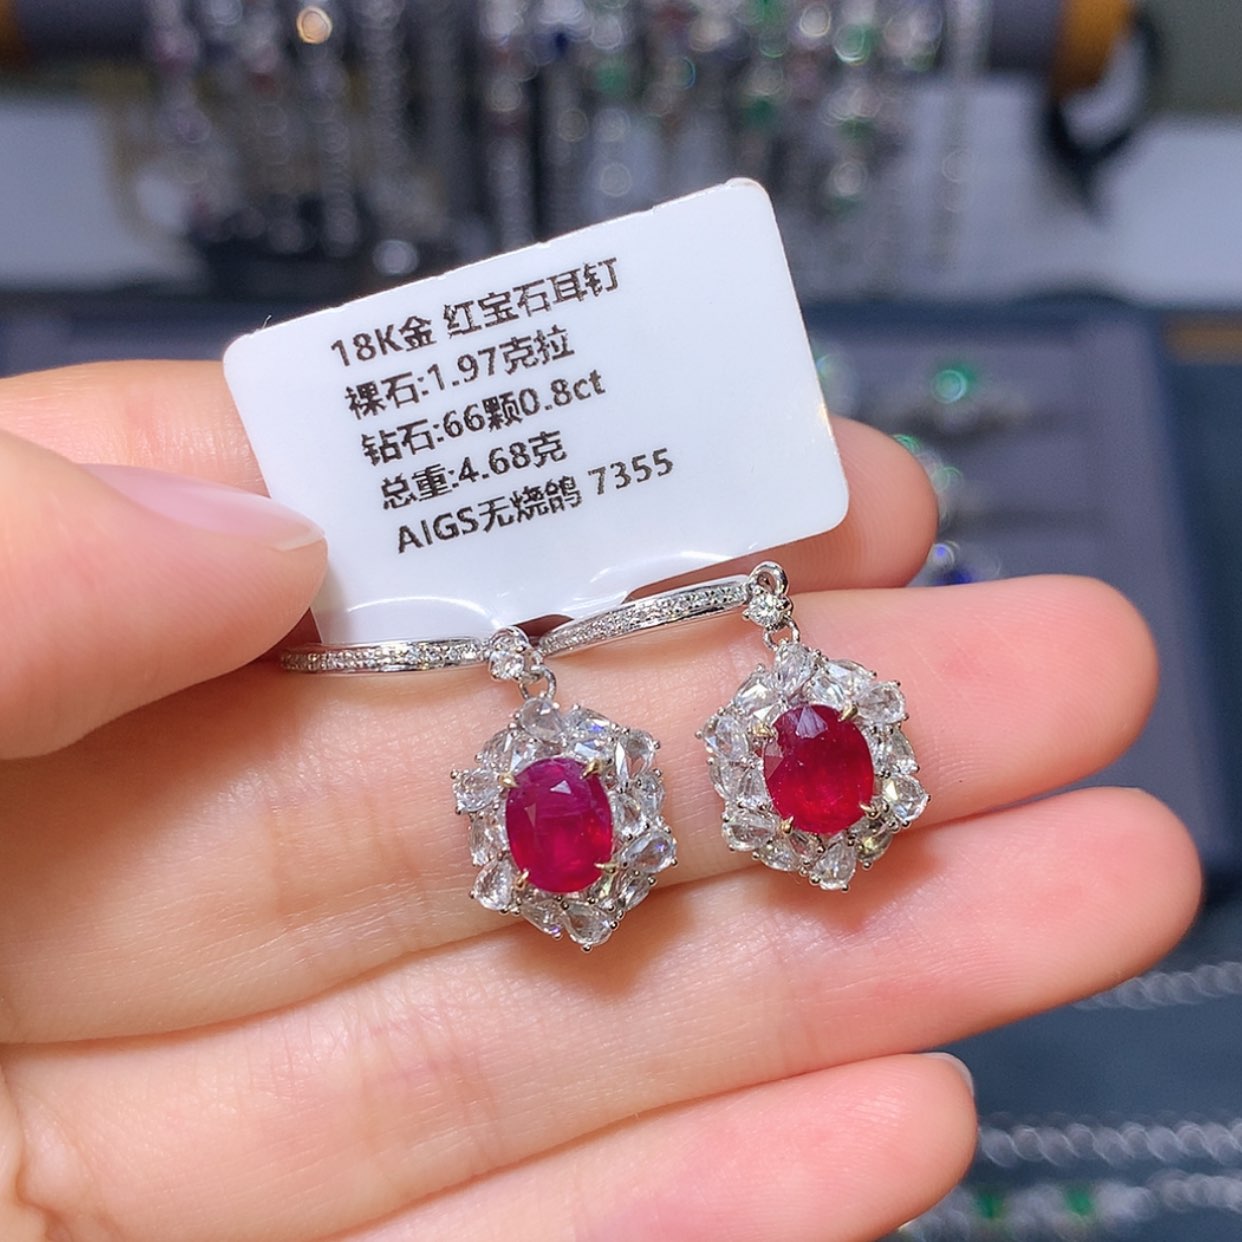 18K金 红宝石耳钉
裸石:1.97克拉
钻石:66颗0.8ct
总重:4.68克
AIGS无烧鸽 7355